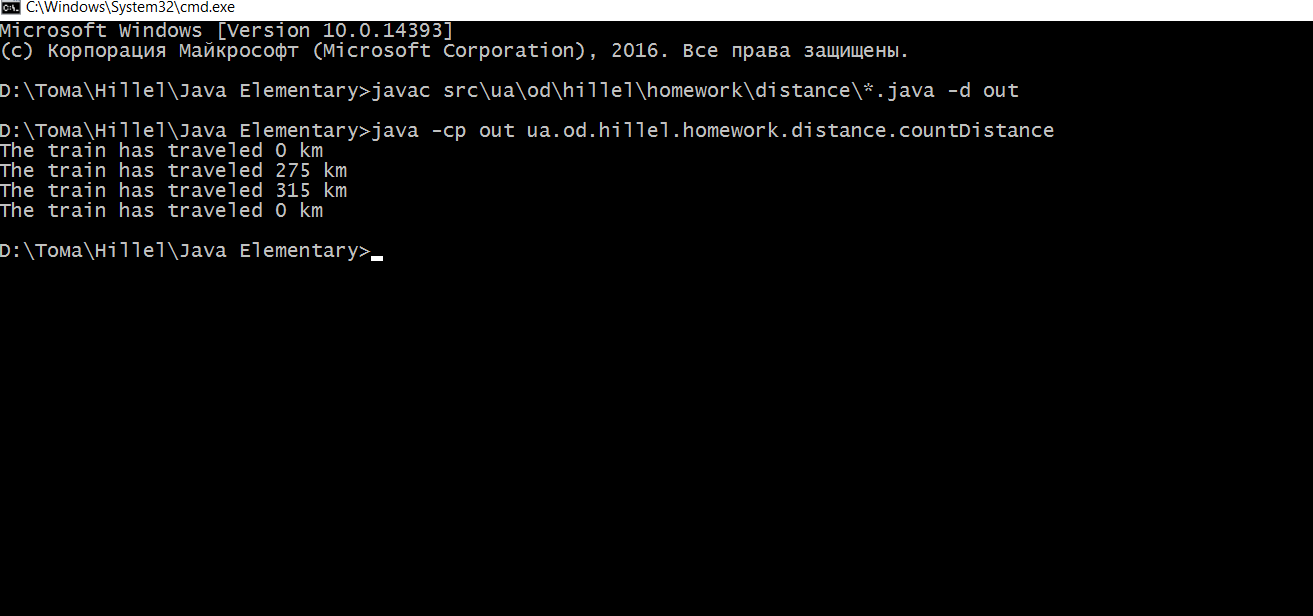 C:\Windows\System32\cmd.exe
Microsoft Windows [Version 10.0.14393]
(c) Корпорация Майкрософт (Microsoft Corporation), 2016. Все права защищены.
D:\Тома\Hillel\Java Elementary>javac src\ua\od\hillel\homework\distance\*.java -d out
D:\Тома\Hillel\Java Elementary>java -cp out ua.od.hillel.homework.distance.countDistance
The train has traveled 0 km
The train has traveled 275 km
The train has traveled 315 km
The train has traveled 0 km
D:\Тома\Hillel\Java Elementary>